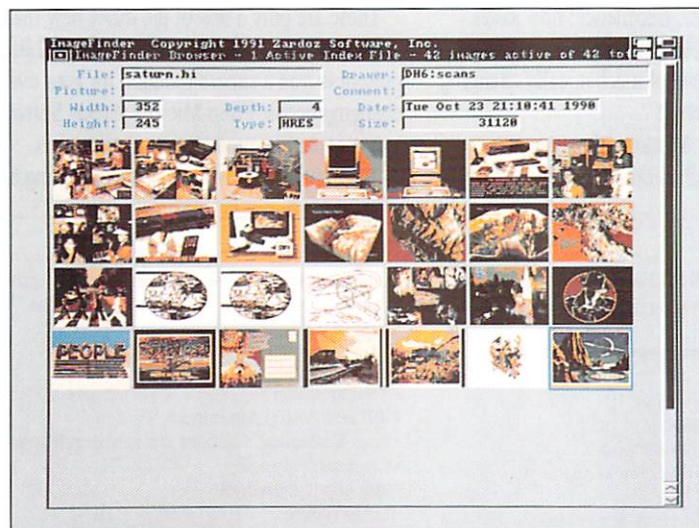 ImageFinder Copyright 1991 Zardoz Software, Inc.
ImageFinder Browser - 1 Active Index File - 42 images active of 42 tot
File: saturn.hi
Drawer: DH6:scans
Picture:
Comment:
Width: 352
Depth: 4
Date: Tue Oct 23 21:10:41 1990
Height: 245
Type: HRES
Size: 31120
PEOPLE